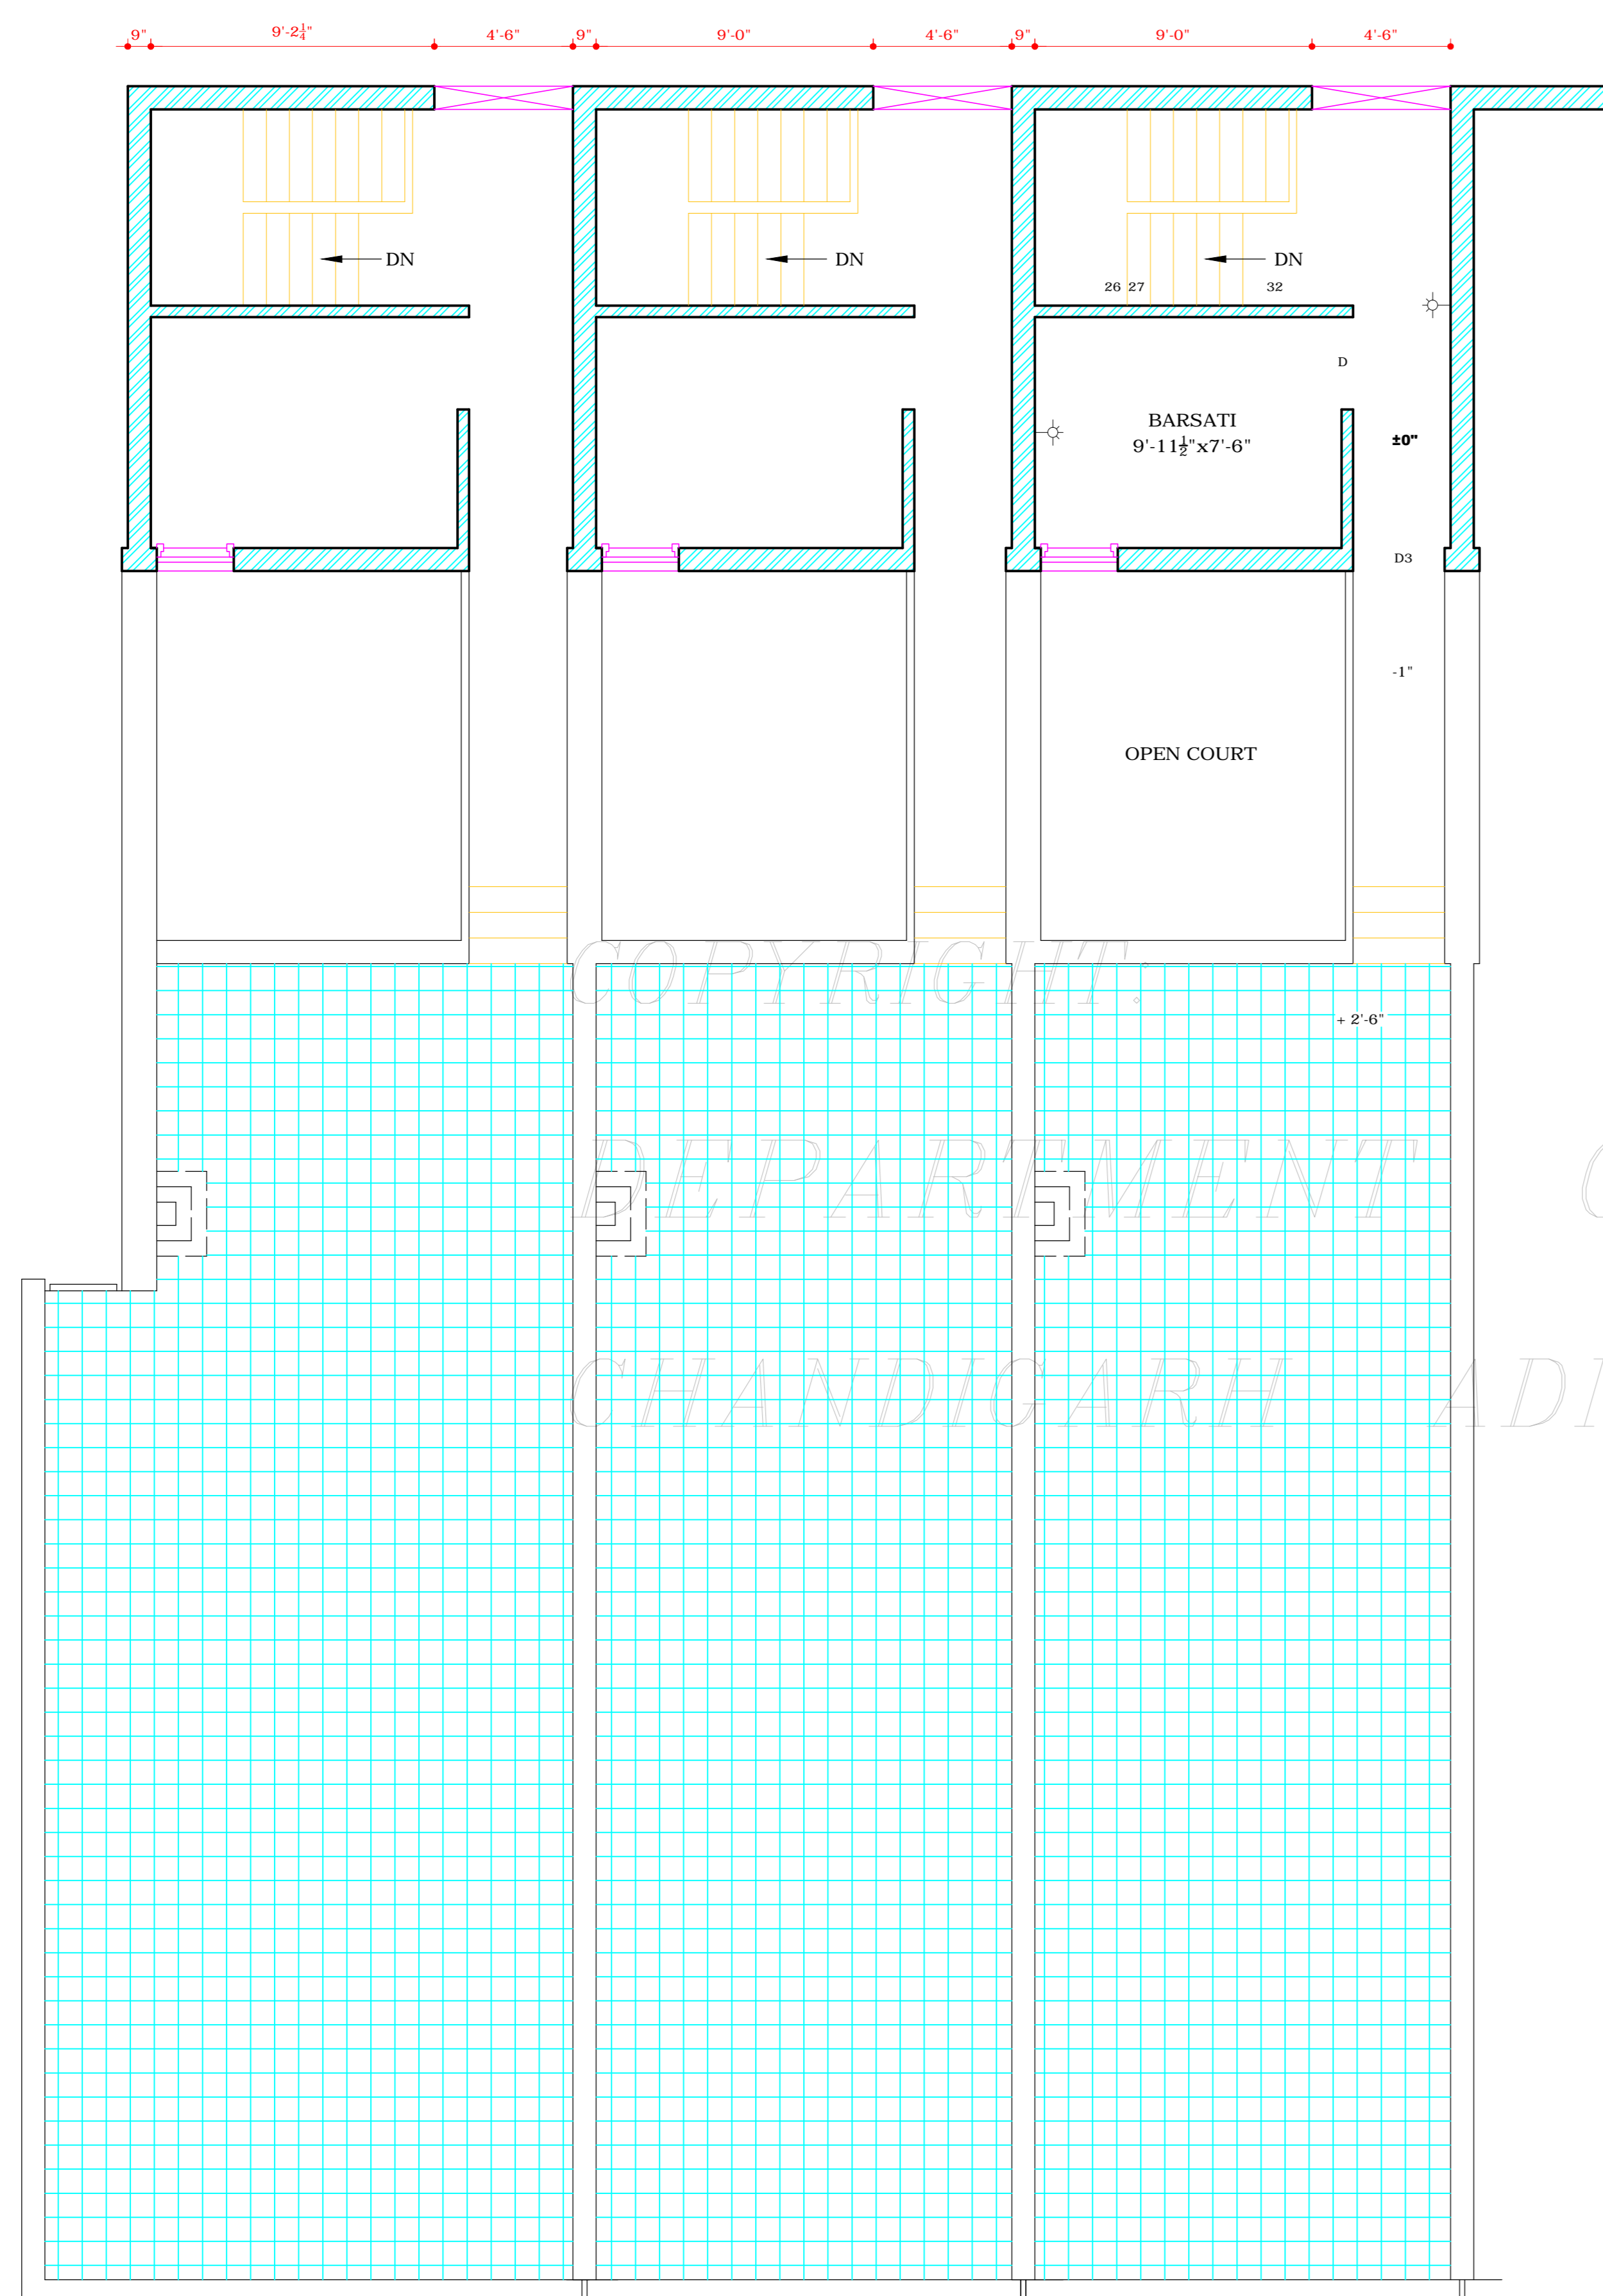 9" 9'-2¼" 4'-6" 9" 9'-0" 4'-6" 9" 9'-0" 4'-6"
DN DN DN
26 27 32
D
BARSATI
9'-11½"x7'-6"
±0"
D3
-1"
OPEN COURT
COPYRIGHT.
+ 2'-6"
DEPARTMENT
CHANDIGARH